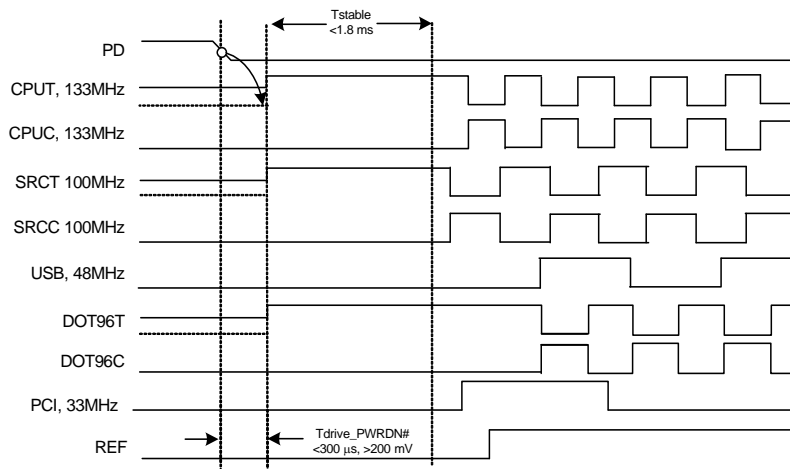 Tstable
<1.8 ms
PD
CPUT, 133MHz
CPUC, 133MHz
SRCT 100MHz
SRCC 100MHz
USB, 48MHz
DOT96T
DOT96C
PCI, 33MHz
Tdrive_PWRDN#
<300 μs, >200 mV
REF